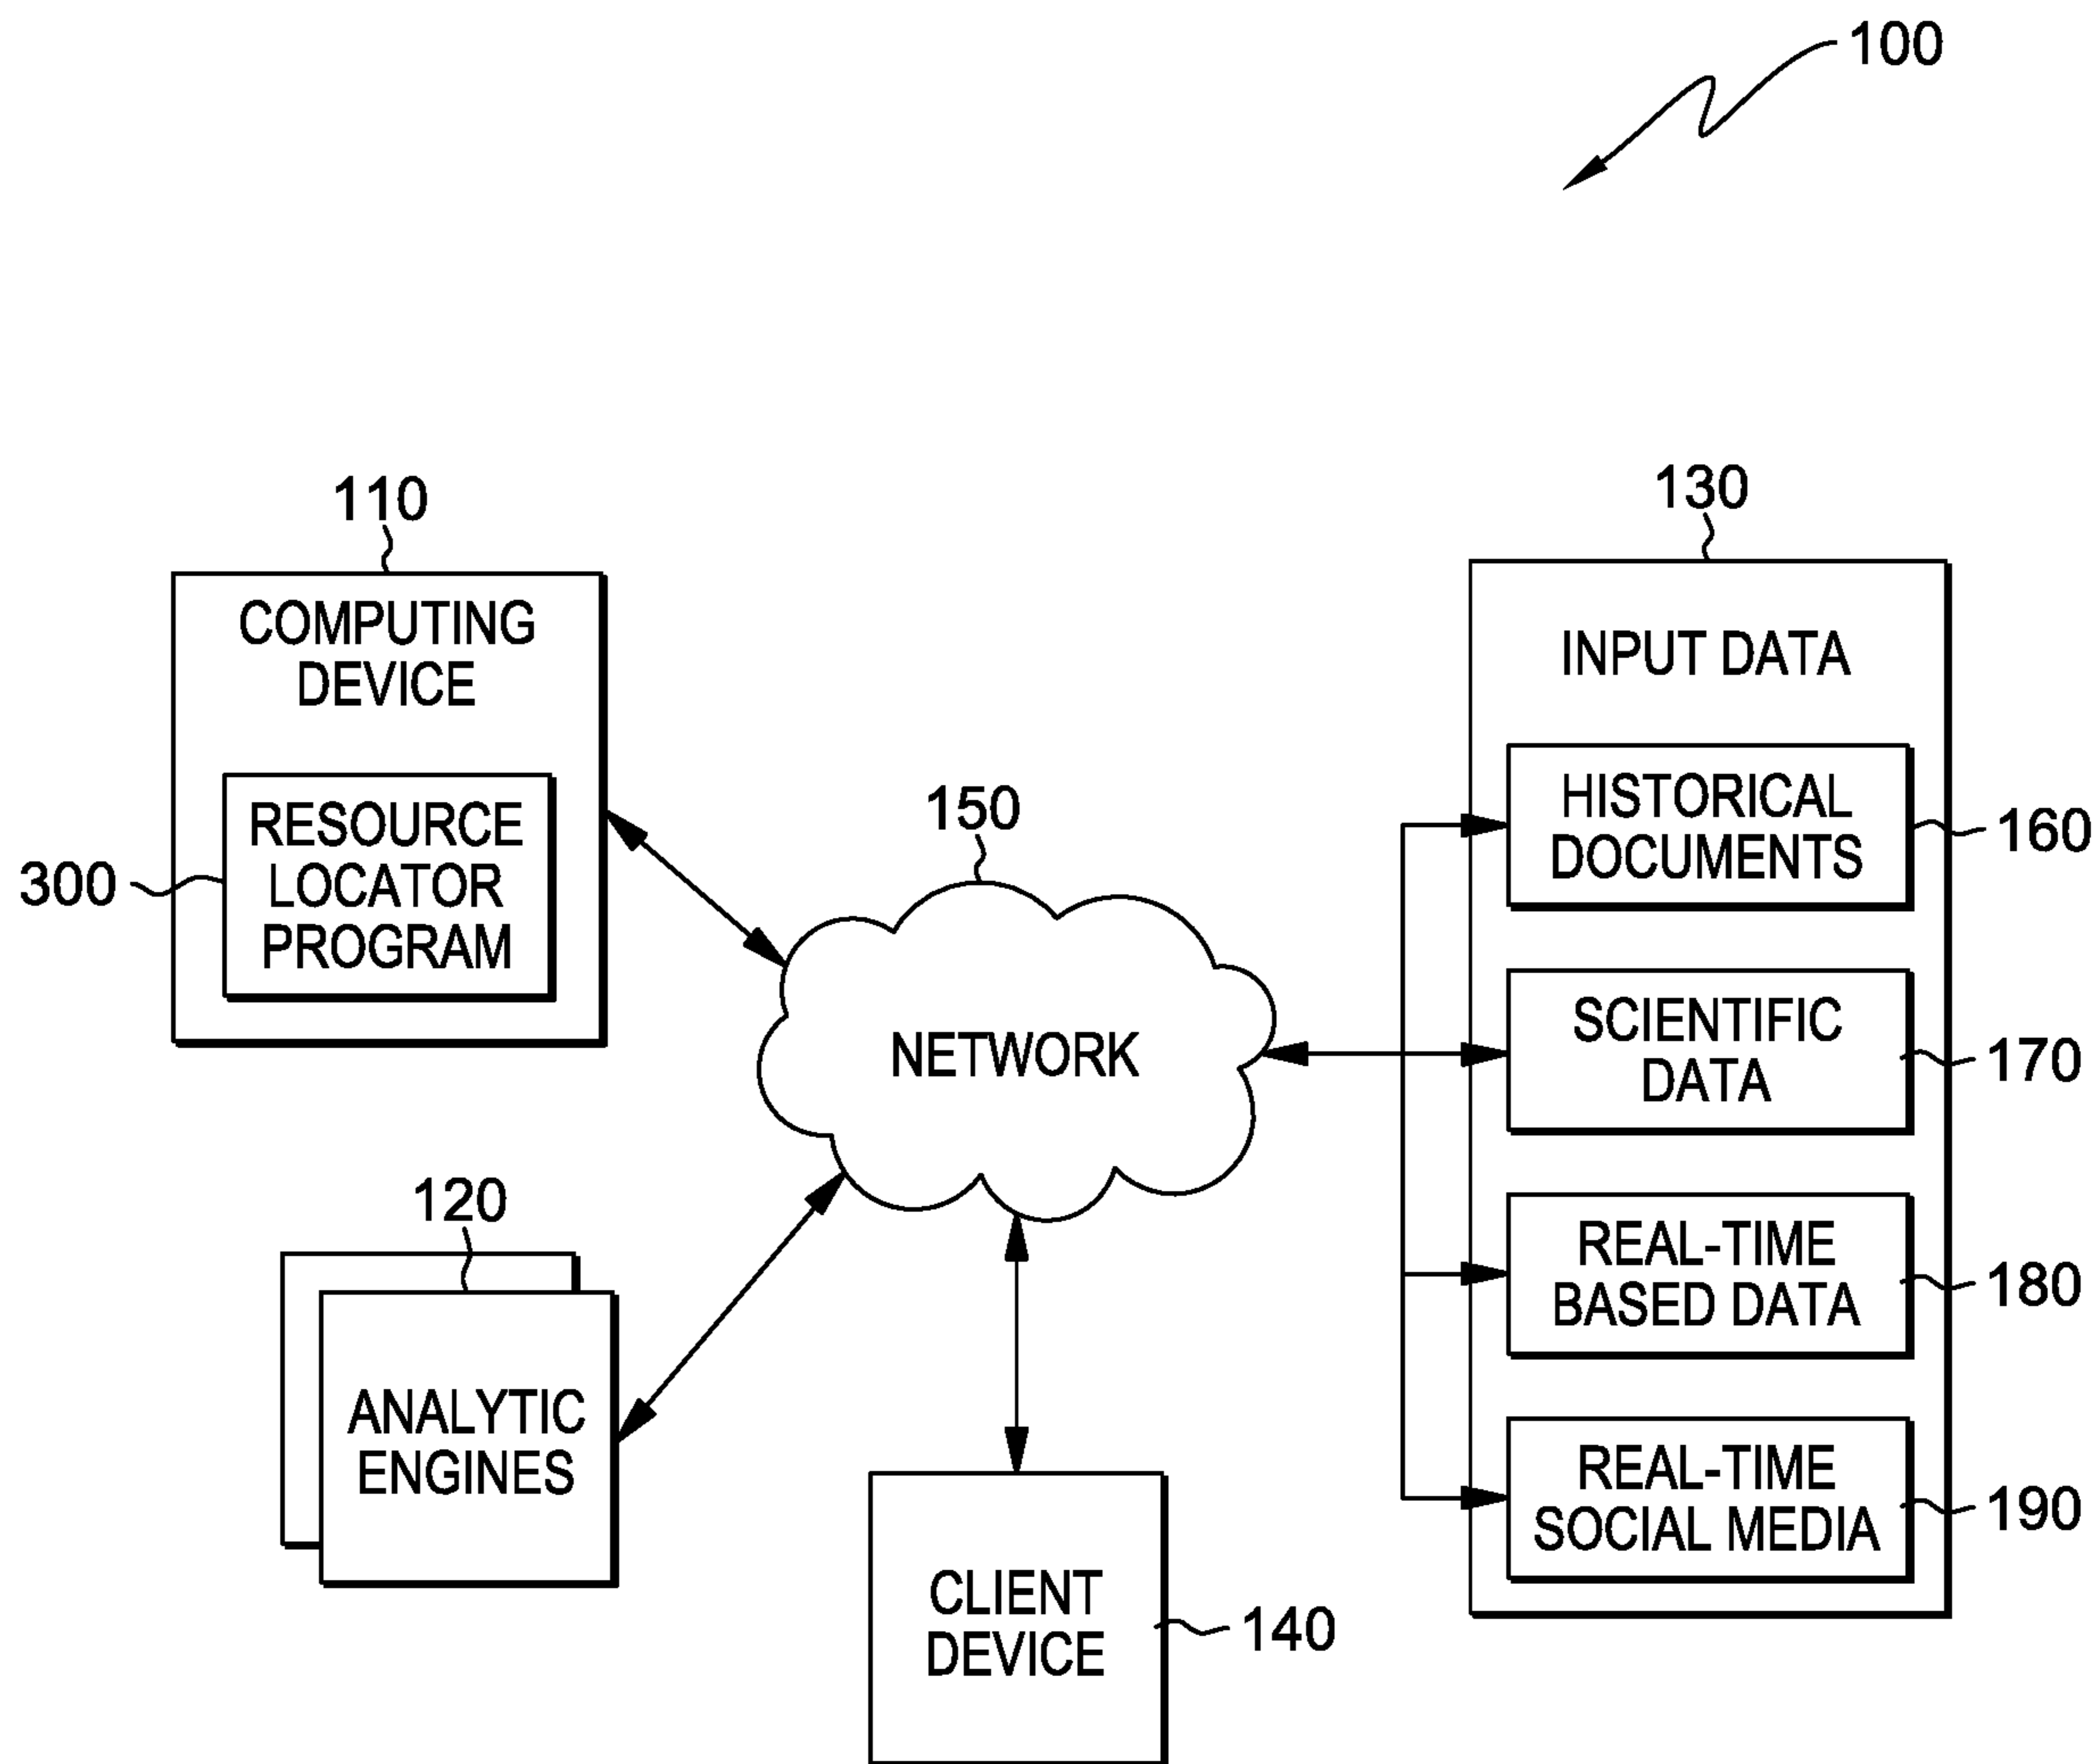 100
110
COMPUTING
DEVICE
300
RESOURCE
LOCATOR
PROGRAM
120
ANALYTIC
ENGINES
150
NETWORK
CLIENT
DEVICE
140
130
INPUT DATA
HISTORICAL
DOCUMENTS
160
SCIENTIFIC
DATA
170
REAL-TIME
BASED DATA
180
REAL-TIME
SOCIAL MEDIA
190